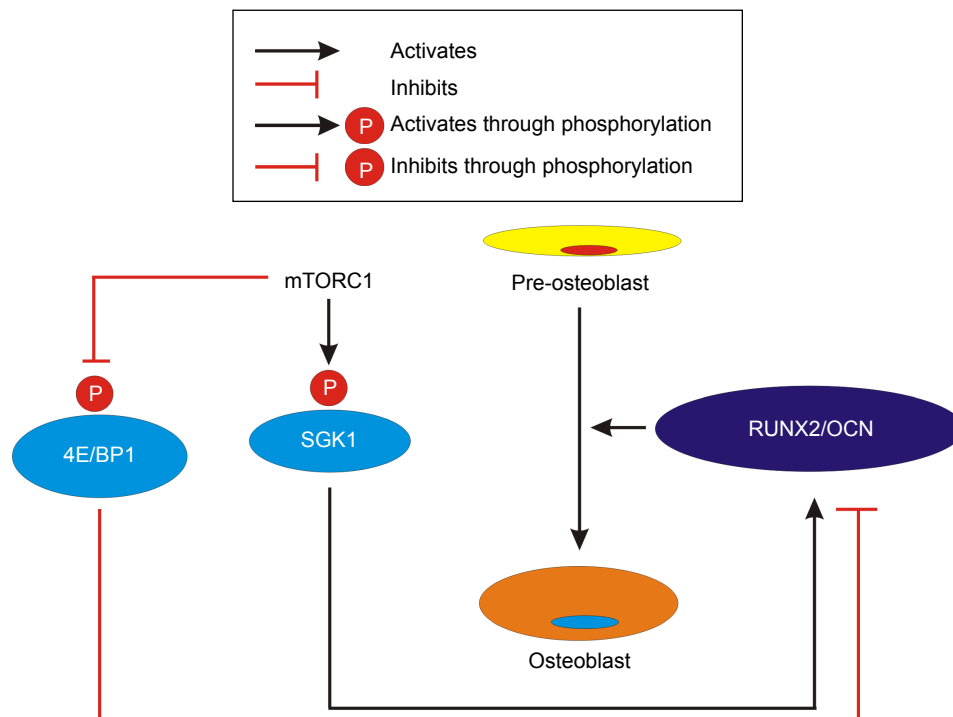 Activates
Inhibits
P Activates through phosphorylation
P Inhibits through phosphorylation
mTORC1
Pre-osteoblast
P
P
4E/BP1
SGK1
RUNX2/OCN
Osteoblast